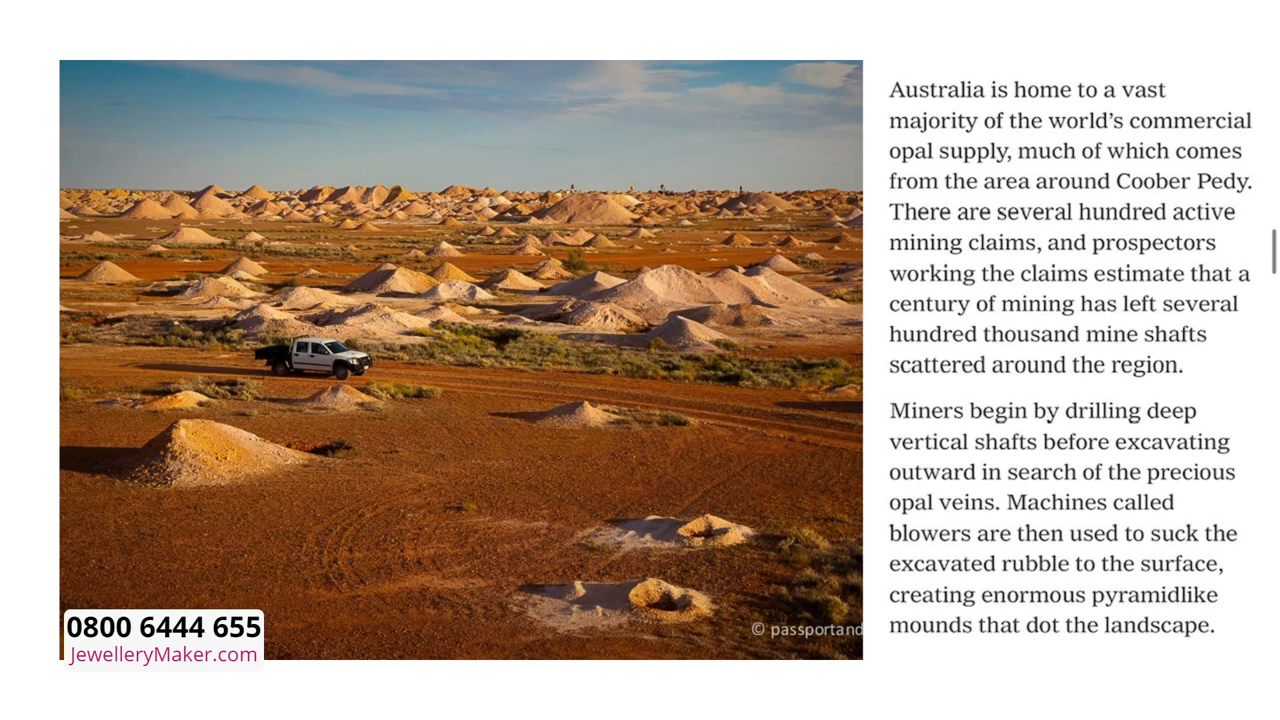 Australia is home to a vast
majority of the world’s commercial
opal supply, much of which comes
from the area around Coober Pedy.
There are several hundred active
mining claims, and prospectors
working the claims estimate that a
century of mining has left several
hundred thousand mine shafts
scattered around the region.
Miners begin by drilling deep
vertical shafts before excavating
outward in search of the precious
opal veins. Machines called
blowers are then used to suck the
excavated rubble to the surface,
creating enormous pyramidlike
mounds that dot the landscape.
© passportand
0800 6444 655
JewelleryMaker.com